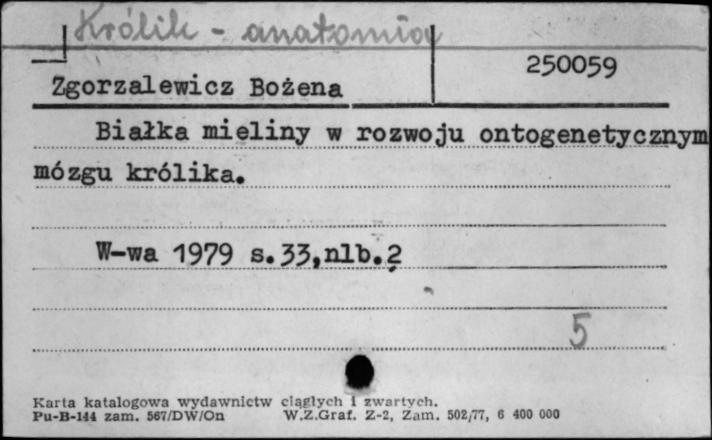 Królik - anatomia
250059
Zgorzalewicz Bożena
Białka mieliny w rozwoju ontogenetycznym
mózgu królika.
W-wa 1979 s.33,nlb.2
5
Karta katalogowa wydawnictw ciągłych i zwartych.
Pu-B-144 zam. 567/DW/On W.Z.Graf. Z-2, Zam. 502/77, 6 400 000